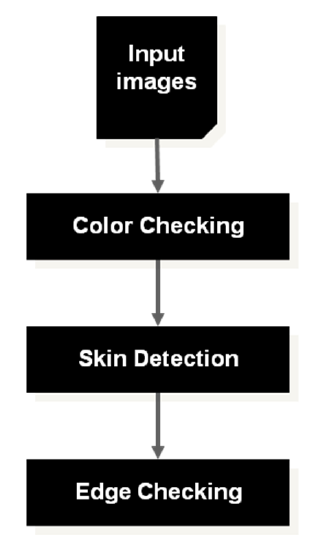 Input
images
Color Checking
Skin Detection
Edge Checking